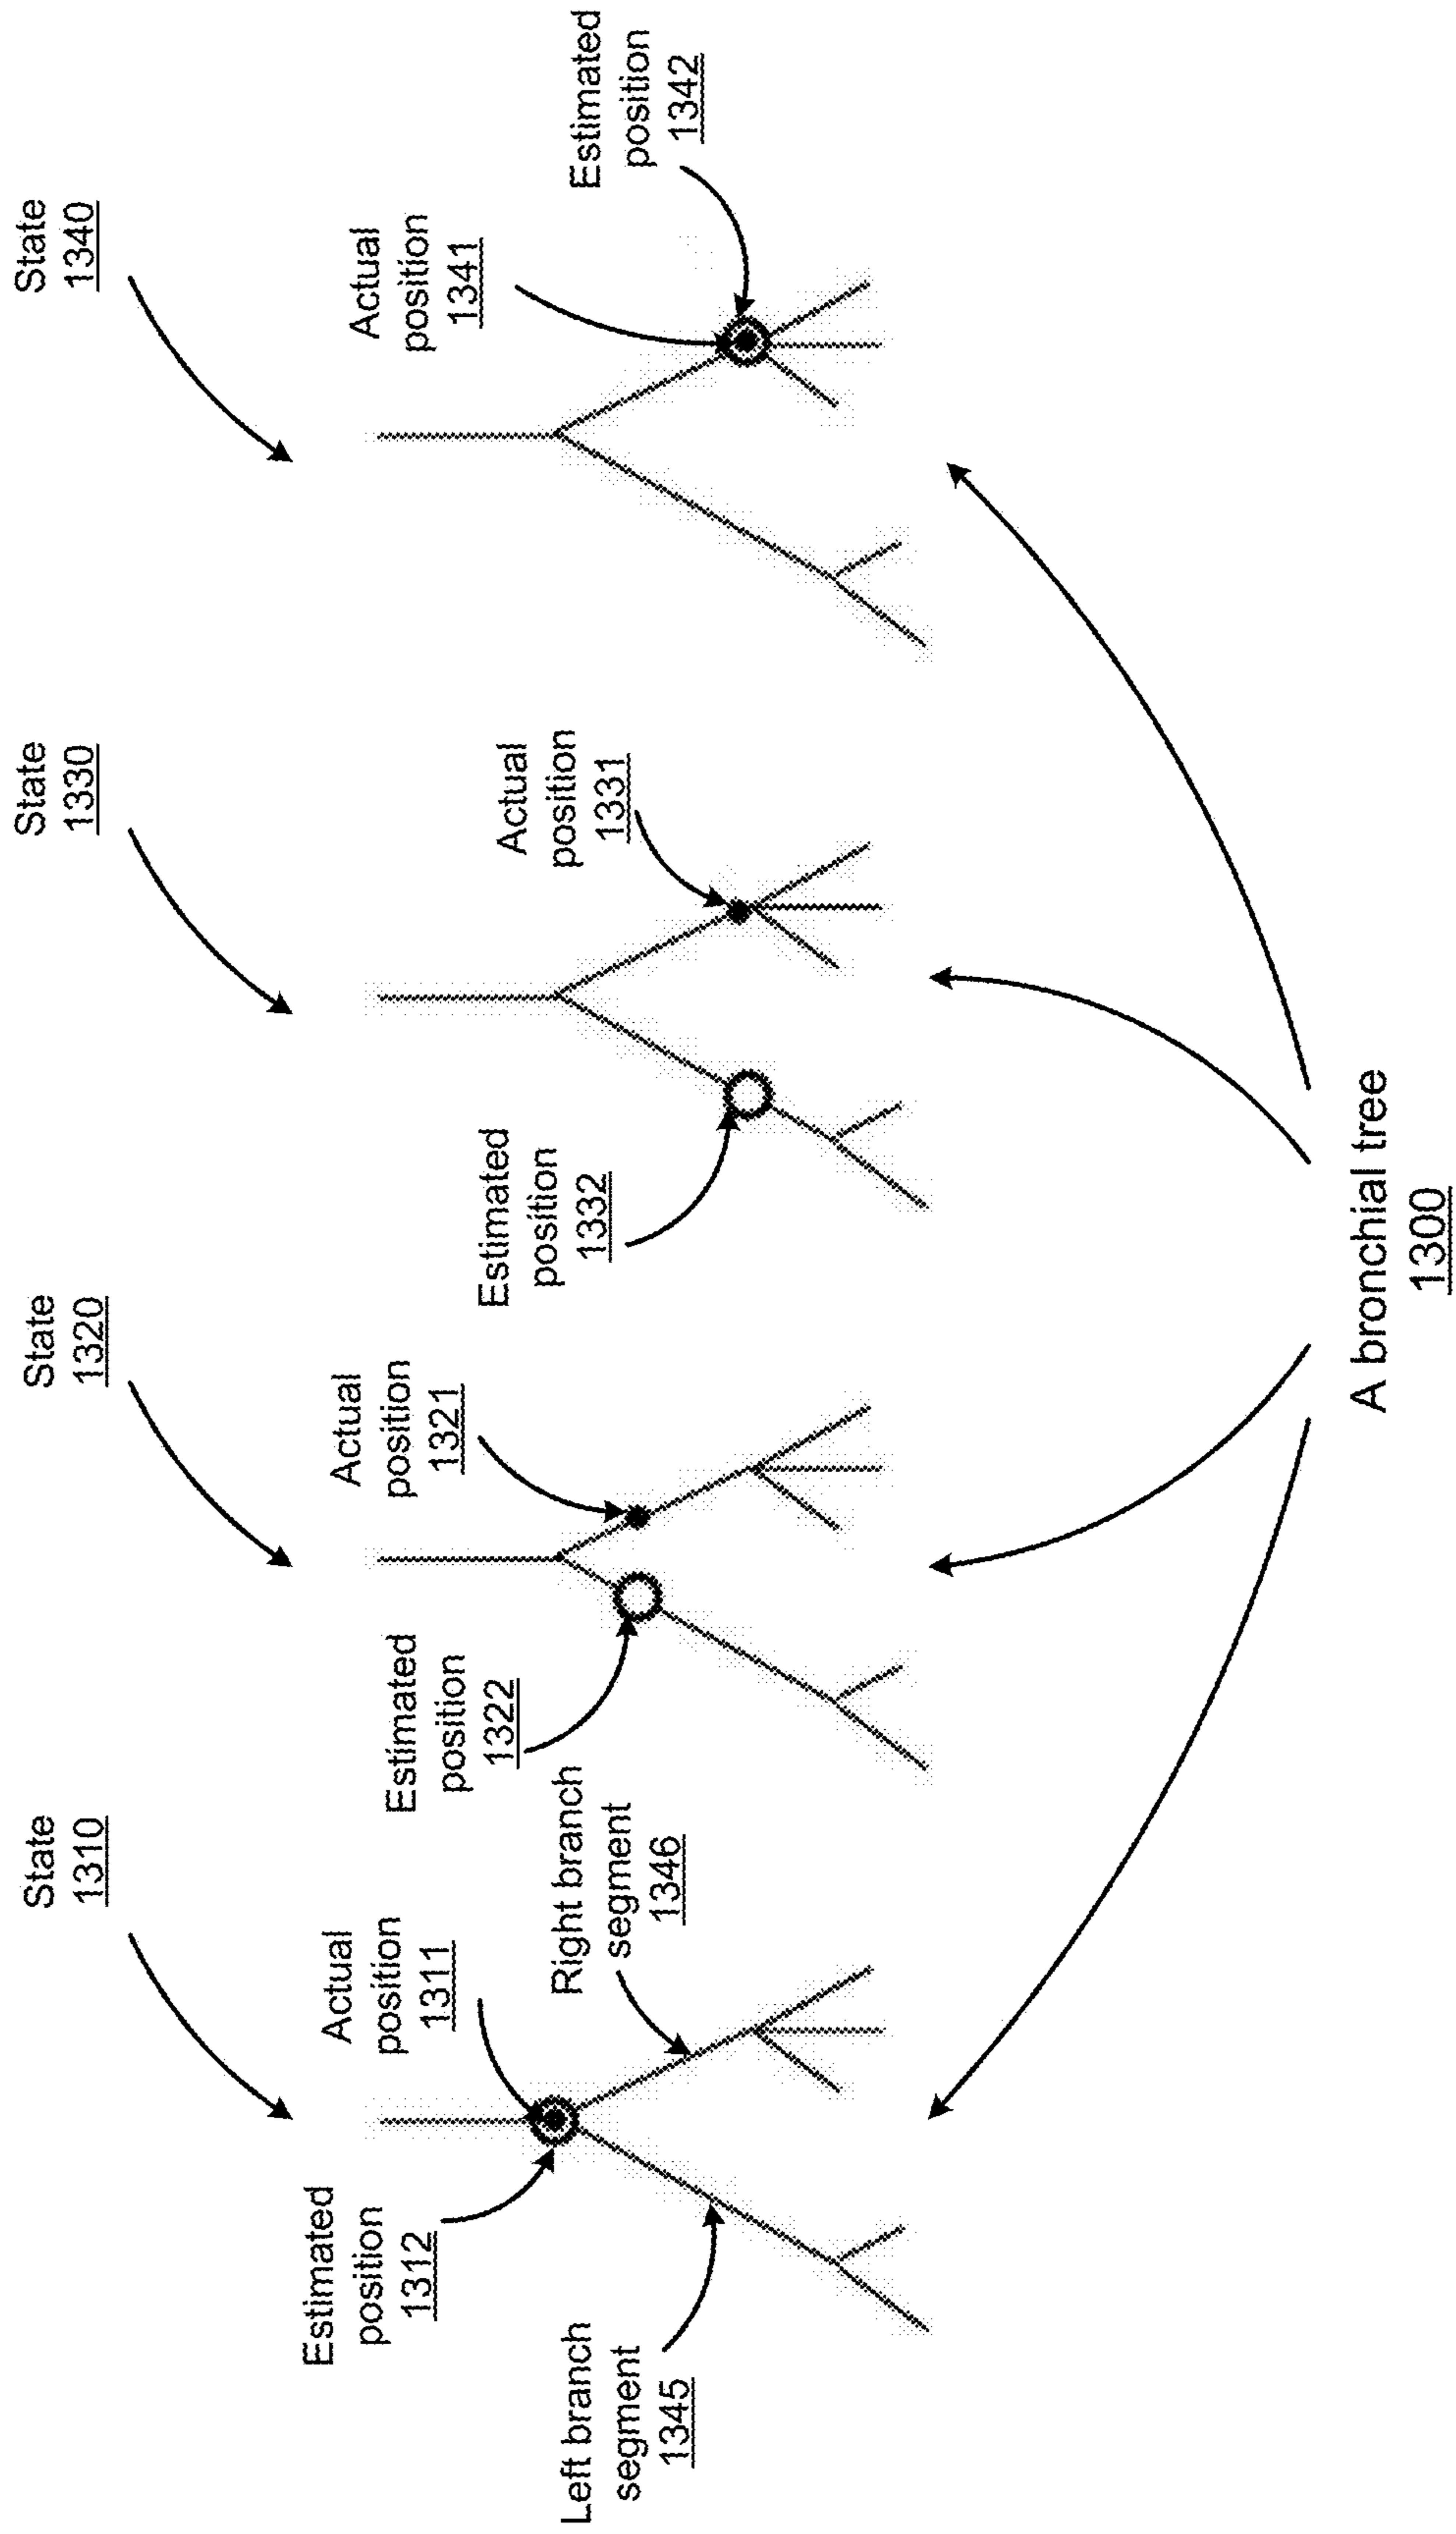 State
1310
State
1320
State
1330
State
1340
Estimated
position
1312
Actual
position
1311
Left branch
segment
1345
Right branch
segment
1346
Estimated
position
1322
Actual
position
1321
Estimated
position
1332
Actual
position
1331
Actual
position
1341
Estimated
position
1342
A bronchial tree
1300